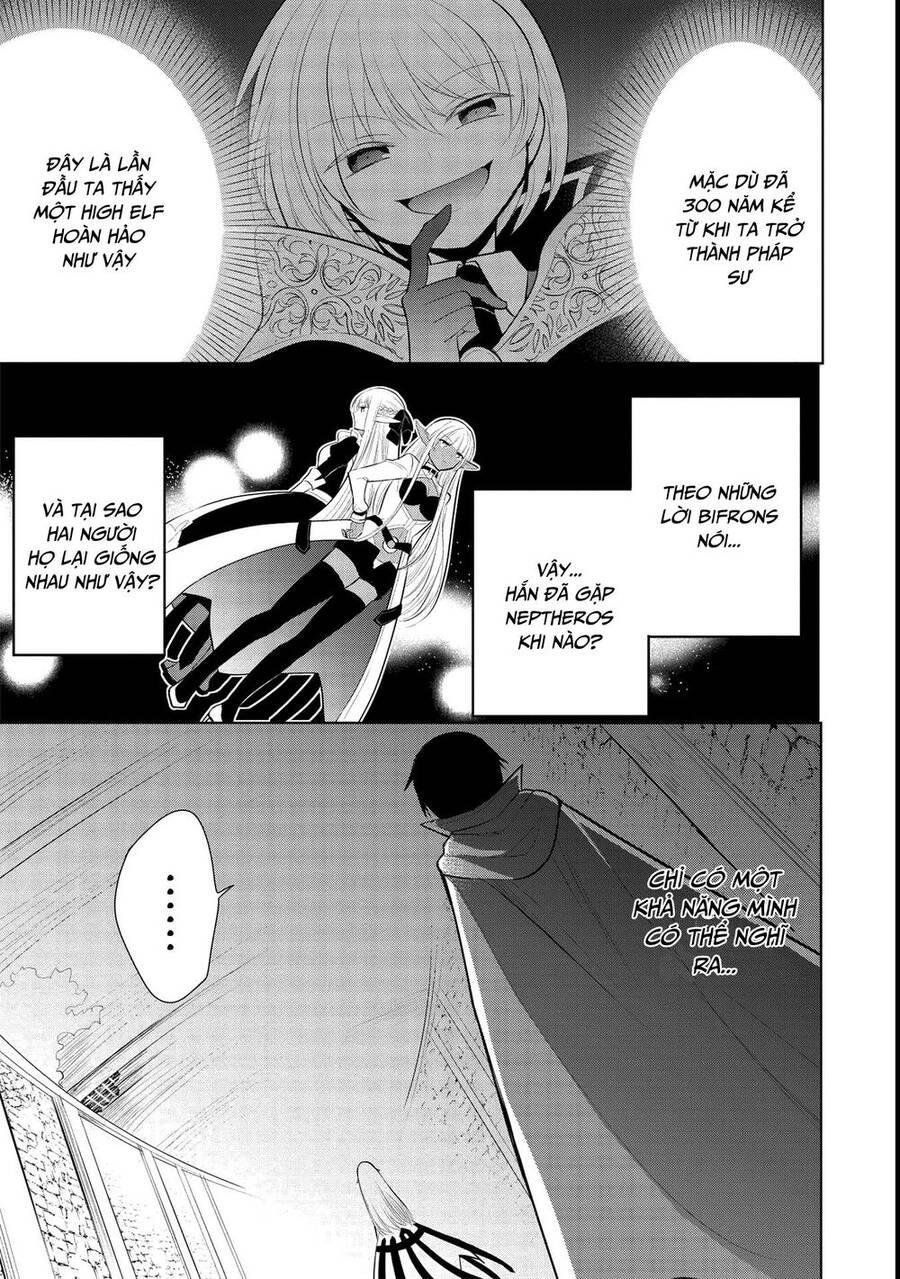 MẶC DÙ ĐÃ
300 NĂM KỂ
TỪ KHI TA TRỞ
THÀNH PHÁP
SƯ
ĐÂY LÀ LẦN
ĐẦU TA THẤY
MỘT HIGH ELF
HOÀN HẢO
NHƯ VẬY
THEO NHỮNG
LỜI BIFRONS
NÓI...
VẬY...
HẮN ĐÃ GẶP
NEPTHEROS
KHI NÀO?
VÀ TẠI SAO
HAI NGƯỜI
HỌ LẠI GIỐNG
NHAU NHƯ VẬY?
CHỈ CÓ MỘT
KHẢ NĂNG MÌNH
CÓ THỂ NGHĨ
RA...
......